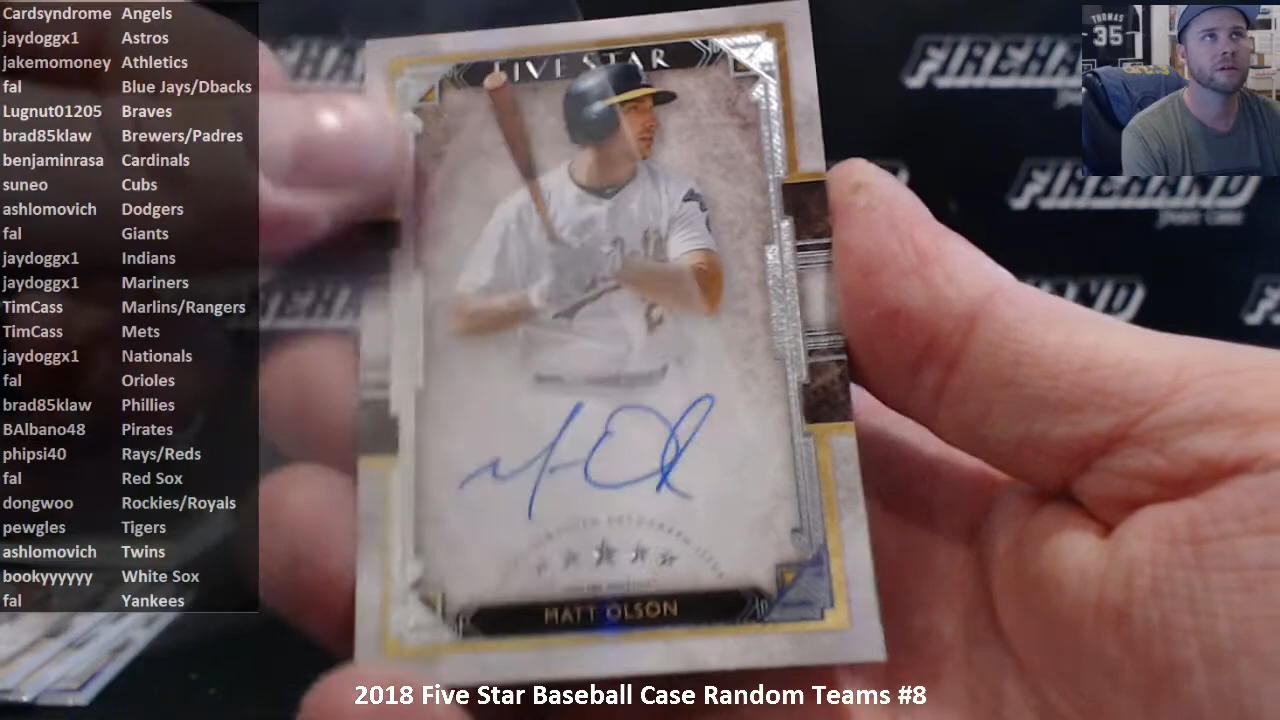 Cardsyndrome Angels
jaydoggx1 Astros
jakemomoney Athletics
fal Blue Jays/Dbacks
Lugnut01205 Braves
brad85klaw Brewers/Padres
benjaminrasa Cardinals
suneo Cubs
ashlomovich Dodgers
fal Giants
jaydoggx1 Indians
jaydoggx1 Mariners
TimCass Marlins/Rangers
TimCass Mets
jaydoggx1 Nationals
fal Orioles
brad85klaw Phillies
BAlbano48 Pirates
phipsi40 Rays/Reds
fal Red Sox
dongwoo Rockies/Royals
pewgles Tigers
ashlomovich Twins
bookyyyyyy White Sox
fal Yankees
FIVE STAR
MATT OLSON
THOMAS
35
FIREHAND
FIREHAND
2018 Five Star Baseball Case Random Teams #8